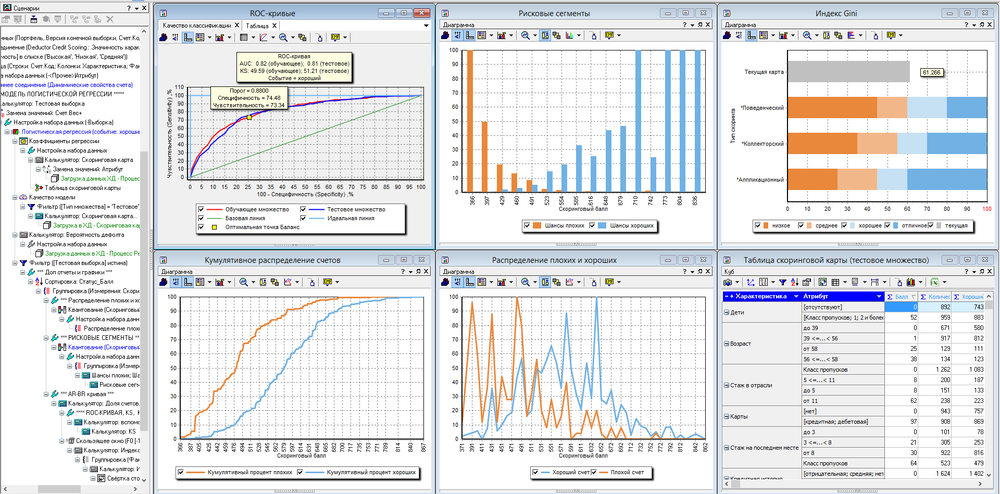 Сценарии
нных (Портфель, Версия конечной выборки, Счет.Ко
единение (Deductor Credit Scoring : Значимость харак
мость] в списке ('Высокая', 'Низкая', 'Средняя'))
ца (Строки: Счет.Код; Колонки: Характеристика; Фак
а набора данных (-<Прочее>|Атрибут)
ннее соединение (Динамические свойства счета)
МОДЕЛЬ ЛОГИСТИЧЕСКОЙ РЕГРЕССИИ *****
алькулятор: Тестовая выборка
Замена значений: Счет.Вес+
Настройка набора данных (-Выборка)
Логистическая регрессия (событие: хороши
Коэффициенты регрессии
Настройка набора данных
Калькулятор: Скоринговая карта
Замена значений: Атрибут
Загрузка данных ХД - Процес
Таблица скоринговой карты
Качество модели
Фильтр ([Тип множества] = 'Тестовое'
Калькулятор: Скоринговая карта...
Загрузка в ХД - Скоринговая ка
Калькулятор: Вероятность дефолта
Настройка набора данных
Загрузка данных в ХД - Процесс Ре
Фильтр ([Тестовая выборка] истина)
*** Доп отчеты и графики ***
Сортировка: Статус_Балл
Группировка (Измерения: Скори
*** Распределение плохих и хо
Квантование (Скоринговый
Настройка набора данн
Распределение плохи
*** РИСКОВЫЕ СЕГМЕНТЫ **
Квантование (Скоринговый
Настройка набора данн
Группировка (Измере
Шансы плохих; Ша
Рисковые сегм
*** AR-BR кривая ***
Калькулятор: Доля счетов,
**** ROC-КРИВАЯ, KS,
Калькулятор: вспомо
Калькулятор: KS
Скользящее окно (F0 [-1
Калькулятор: Индекс
Группировка (Фак
Калькулятор: И
Свёртка сто
ROC-кривые
Качество классификации
Таблица
EMF
ROC-кривая
AUC: 0.82 (обучающее); 0.81 (тестовое)
KS: 49.59 (обучающее); 51.21 (тестовое)
Событие = хороший
Порог = 0.8800
Специфичность = 74.48
Чувствительность = 73.34
Чувствительность (Sensitivity) ,%
110
100
90
80
70
60
50
40
30
20
10
0
0 5 10 15 20 25 30 35 40 45 50 55 60 65 70 75 80 85 90 95 100
100 - Специфичность (Specificity) ,%
Обучающее множество
Тестовое множество
Базовая линия
Идеальная линия
Оптимальная точка Баланс
Рисковые сегменты
Диаграмма
EMF
100
90
80
70
60
50
40
30
20
10
0
366 397 429 460 491 523 554 585 616 648 679 710 742 773 804 836
Скоринговый балл
Шансы плохих
Шансы хороших
Индекс Gini
Диаграмма
EMF
Тип скоринга
Текущая карта
61.266
*Поведенческий
*Коллекторский
*Аппликационный
0 10 20 30 40 50 60 70 80 90 100
низкое среднее хорошее отличное текущая
Кумулятивное распределение счетов
Диаграмма
EMF
100
90
80
70
60
50
40
30
20
10
0
366 387 405 425 442 459 476 494 511 528 545 562 579 597 614 631 648 665 682 700 717 735 753 771 789 814 840 867
Скоринговый балл
Кумулятивный процент плохих
Кумулятивный процент хороших
Распределение плохих и хороших
Диаграмма
EMF
100
90
80
70
60
50
40
30
20
10
0
371 391 411 431 451 471 491 511 531 551 571 591 611 632 652 672 692 712 732 752 772 792 812 842 862
Скоринговый балл
Хороший счет
Плохой счет
Таблица скоринговой карты (тестовое множество)
Куб
Характеристика Атрибут Σ Балл Σ Количес Σ Хороши
Дети
[отсутствуют] 0 892 743
[Класс пропусков; 1; 2 и более 52 959 883
Возраст
до 39 0 671 580
39 <=...< 56 1 917 812
от 58 25 129 111
56 <=...< 58 38 134 123
Стаж в отрасли
Класс пропусков 0 1 262 1 083
5 <=...< 11 8 200 187
до 5 8 151 133
от 11 62 238 223
Карты
[нет] 0 943 757
[кредитная; дебетовая] 97 908 869
Стаж на последнем месте
до 3 0 101 78
3 <=...< 8 21 305 253
от 8 30 922 816
Класс пропусков 64 523 479
Кредитная история
[отрицательная; средняя; нет 0 1 624 1 402